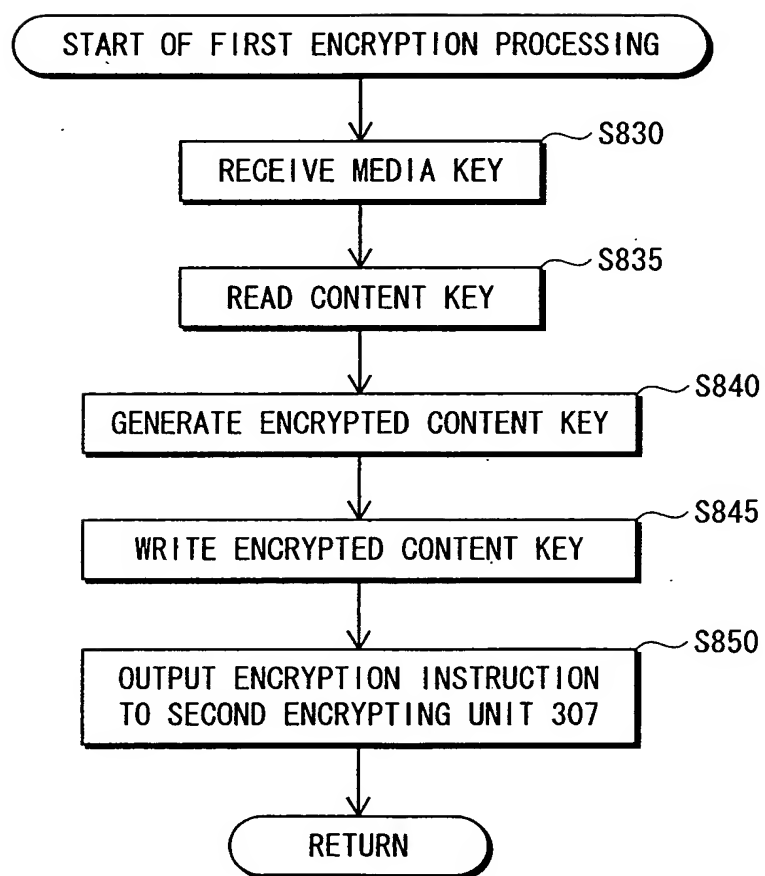 START OF FIRST ENCRYPTION PROCESSING
S830
RECEIVE MEDIA KEY
S835
READ CONTENT KEY
S840
GENERATE ENCRYPTED CONTENT KEY
S845
WRITE ENCRYPTED CONTENT KEY
S850
OUTPUT ENCRYPTION INSTRUCTION
TO SECOND ENCRYPTING UNIT 307
RETURN